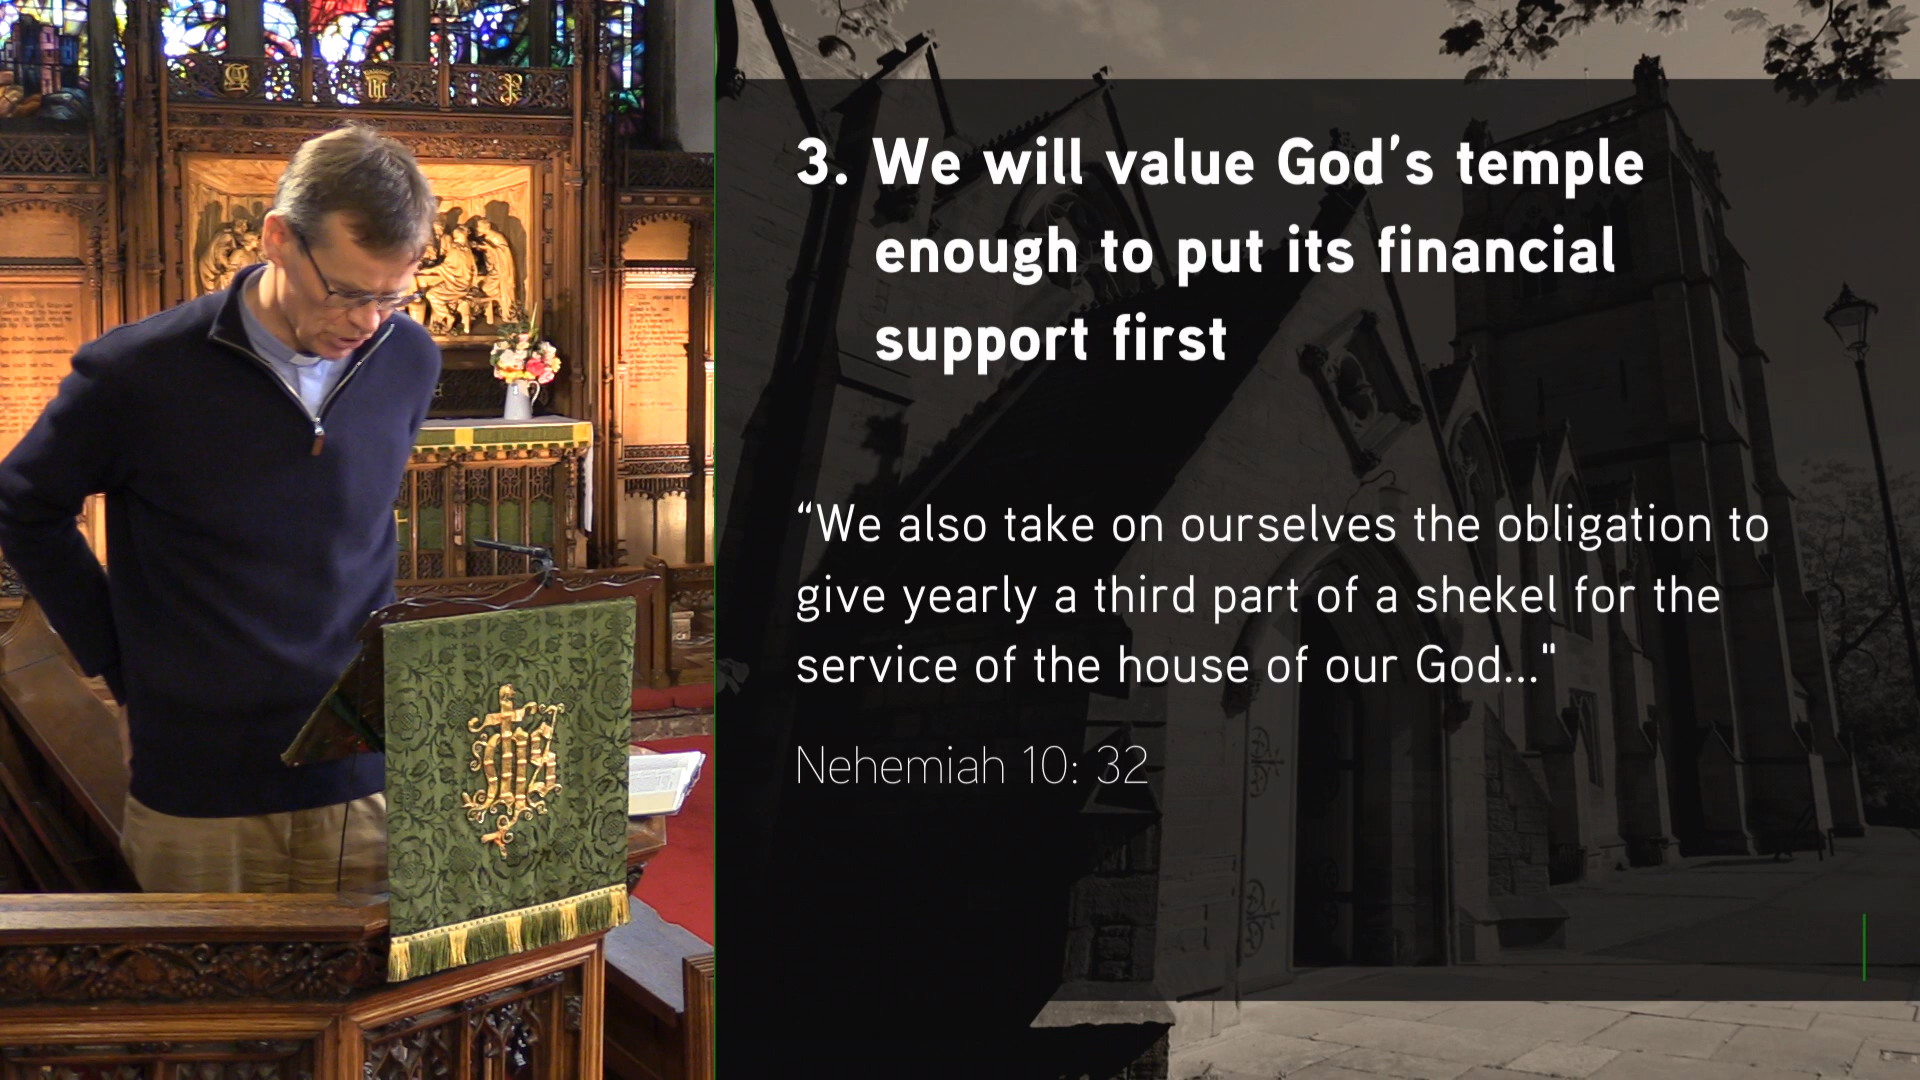 3. We will value God's temple
enough to put its financial
support first
“We also take on ourselves the obligation to
give yearly a third part of a shekel for the
service of the house of our God..."
Nehemiah 10: 32